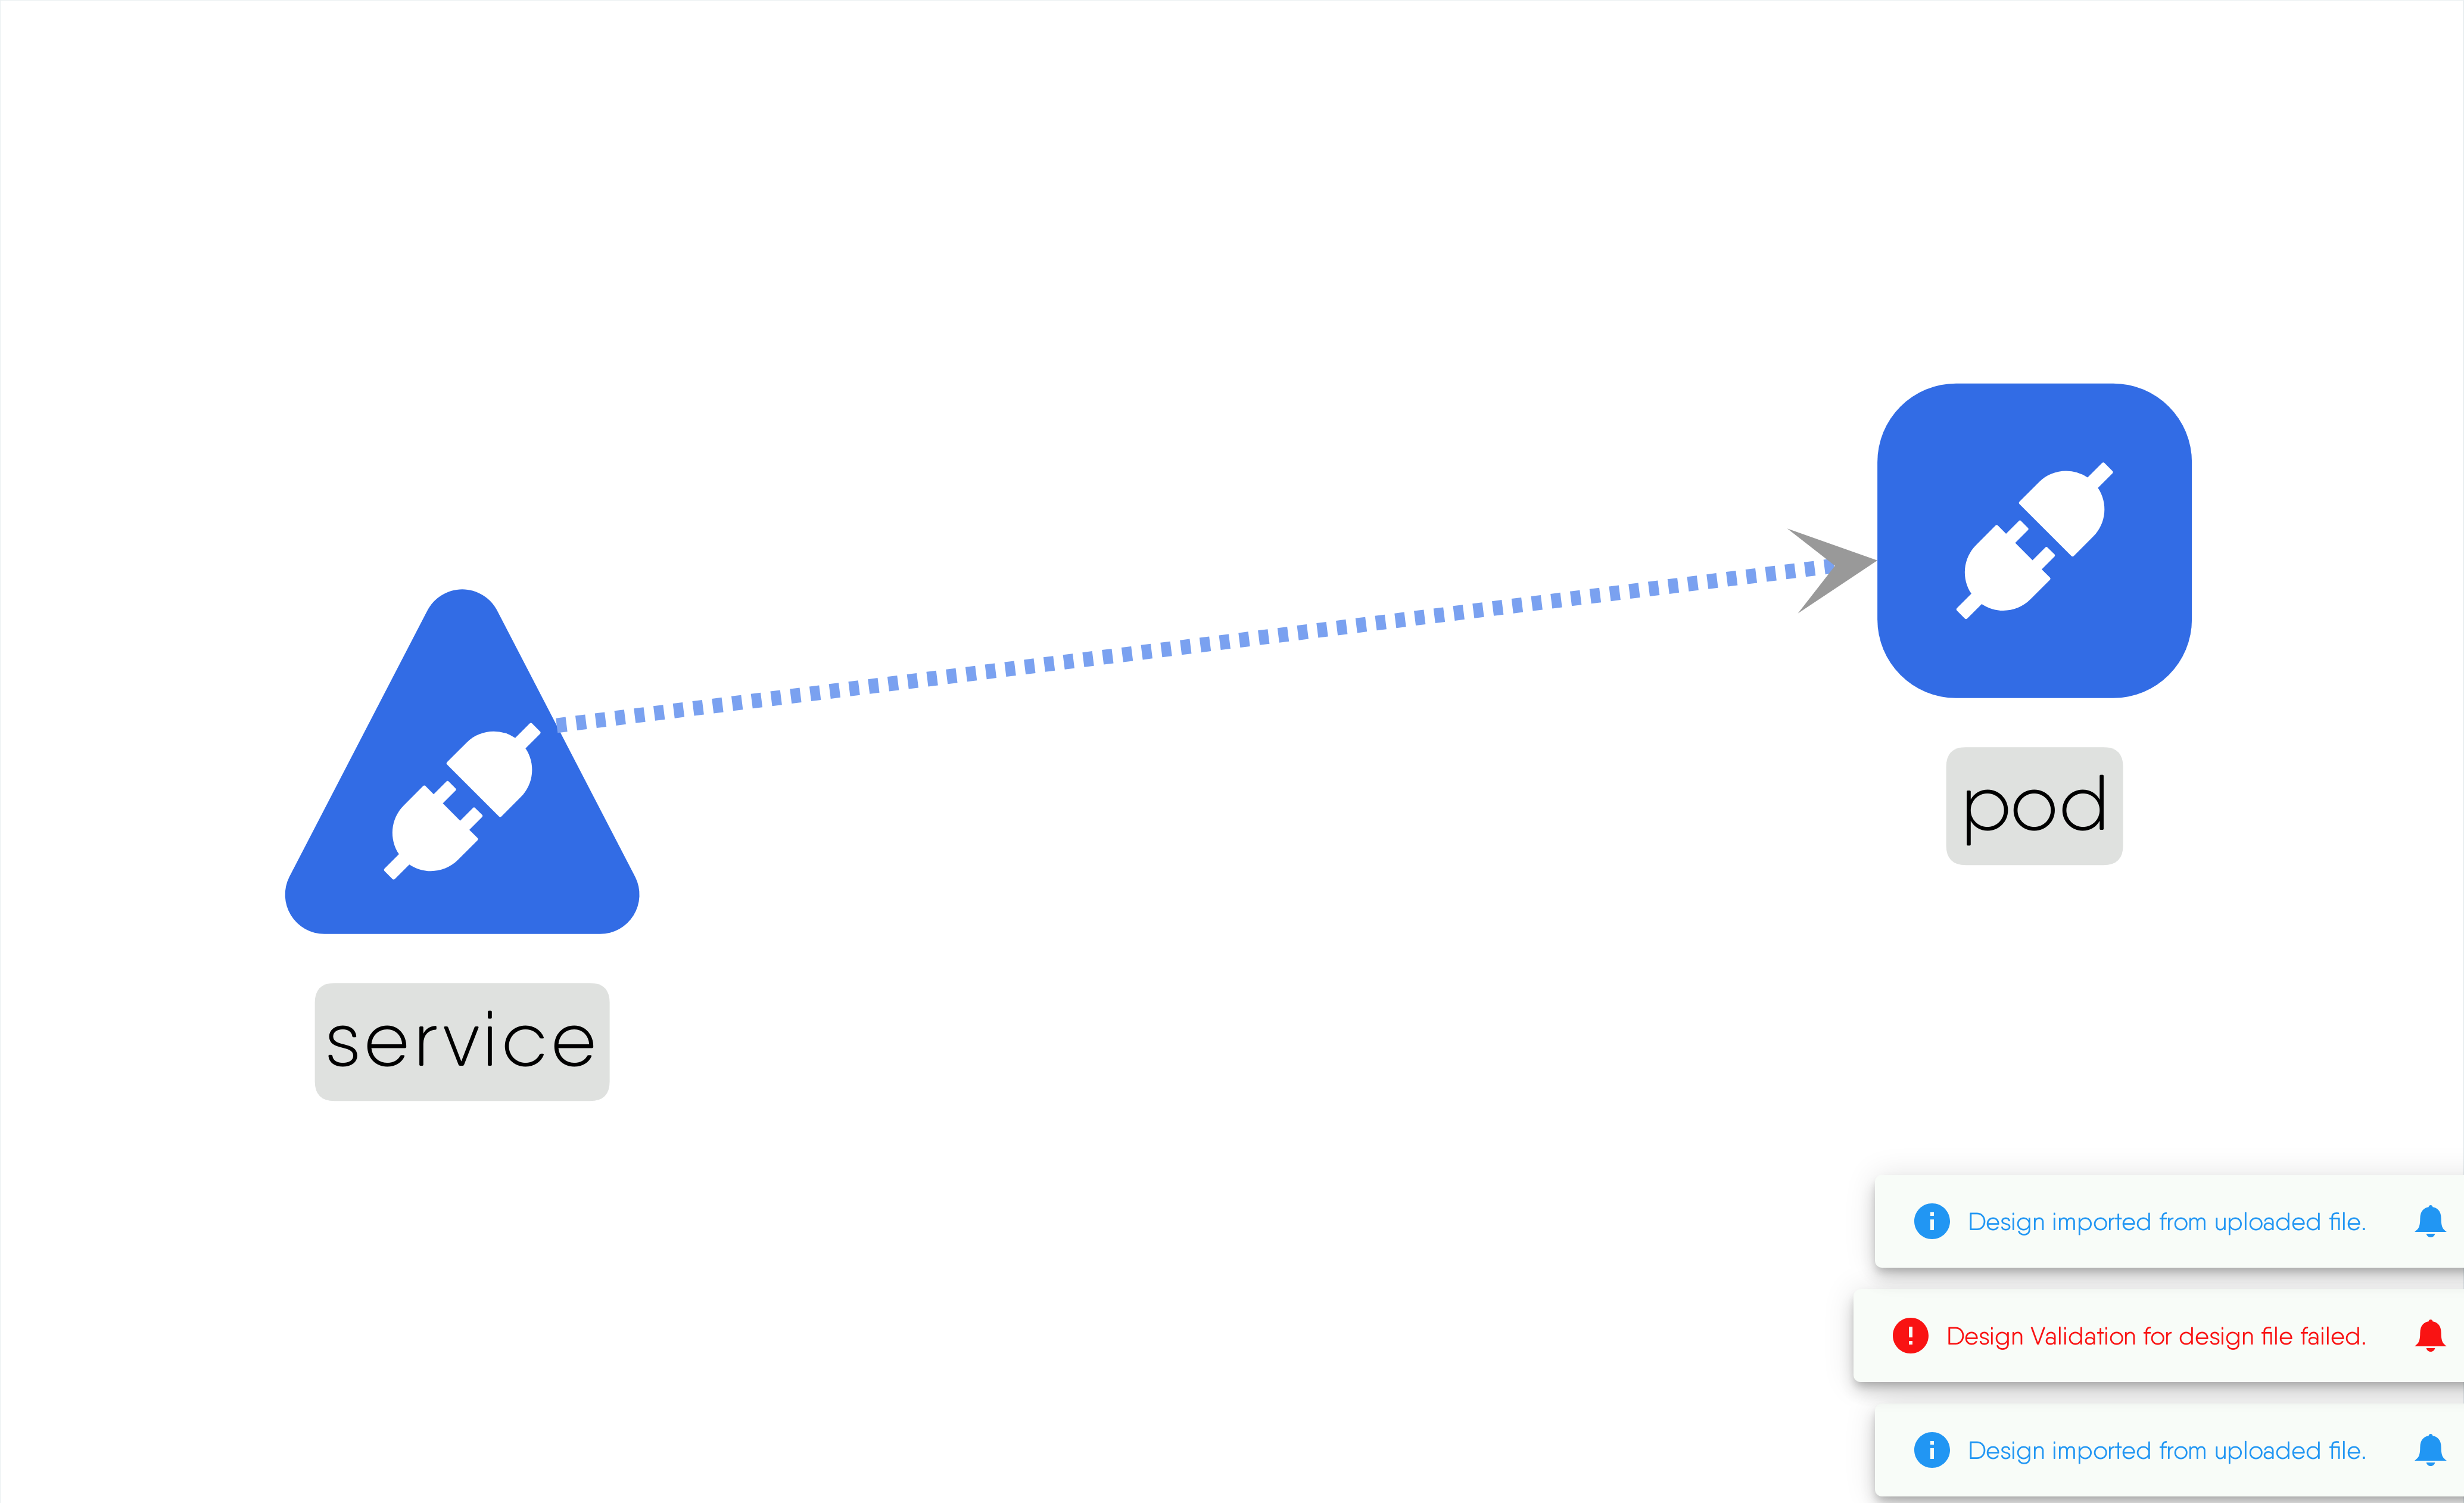 pod
service
Design imported from uploaded file.
Design Validation for design file failed.
Design imported from uploaded file.